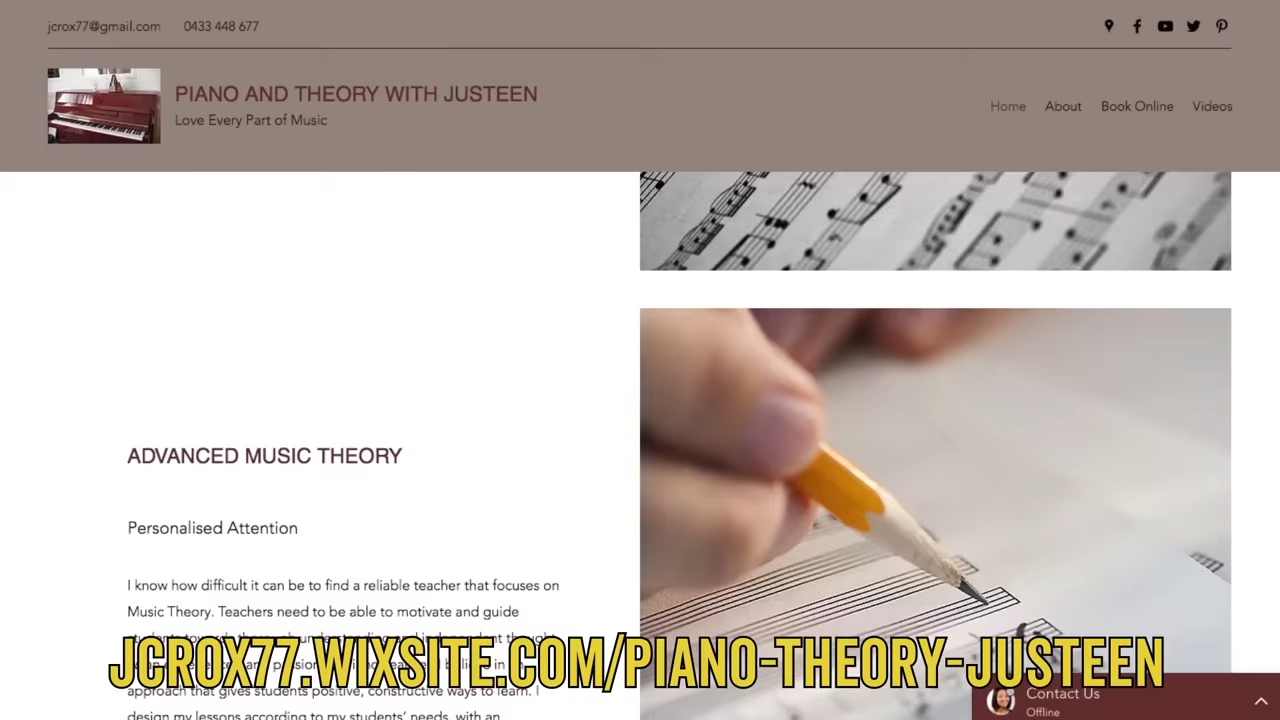 jcrox77@gmail.com 0433 448 677
PIANO AND THEORY WITH JUSTEEN
Love Every Part of Music
Home About Book Online Videos
ADVANCED MUSIC THEORY
Personalised Attention
I know how difficult it can be to find a reliable teacher that focuses on
Music Theory. Teachers need to be able to motivate and guide
approach that gives students positive, constructive ways to learn. I
design my lessons according to my students' needs, with an
JCROX77.WIXSITE.COM/PIANO-THEORY-JUSTEEN
Contact Us
Offline